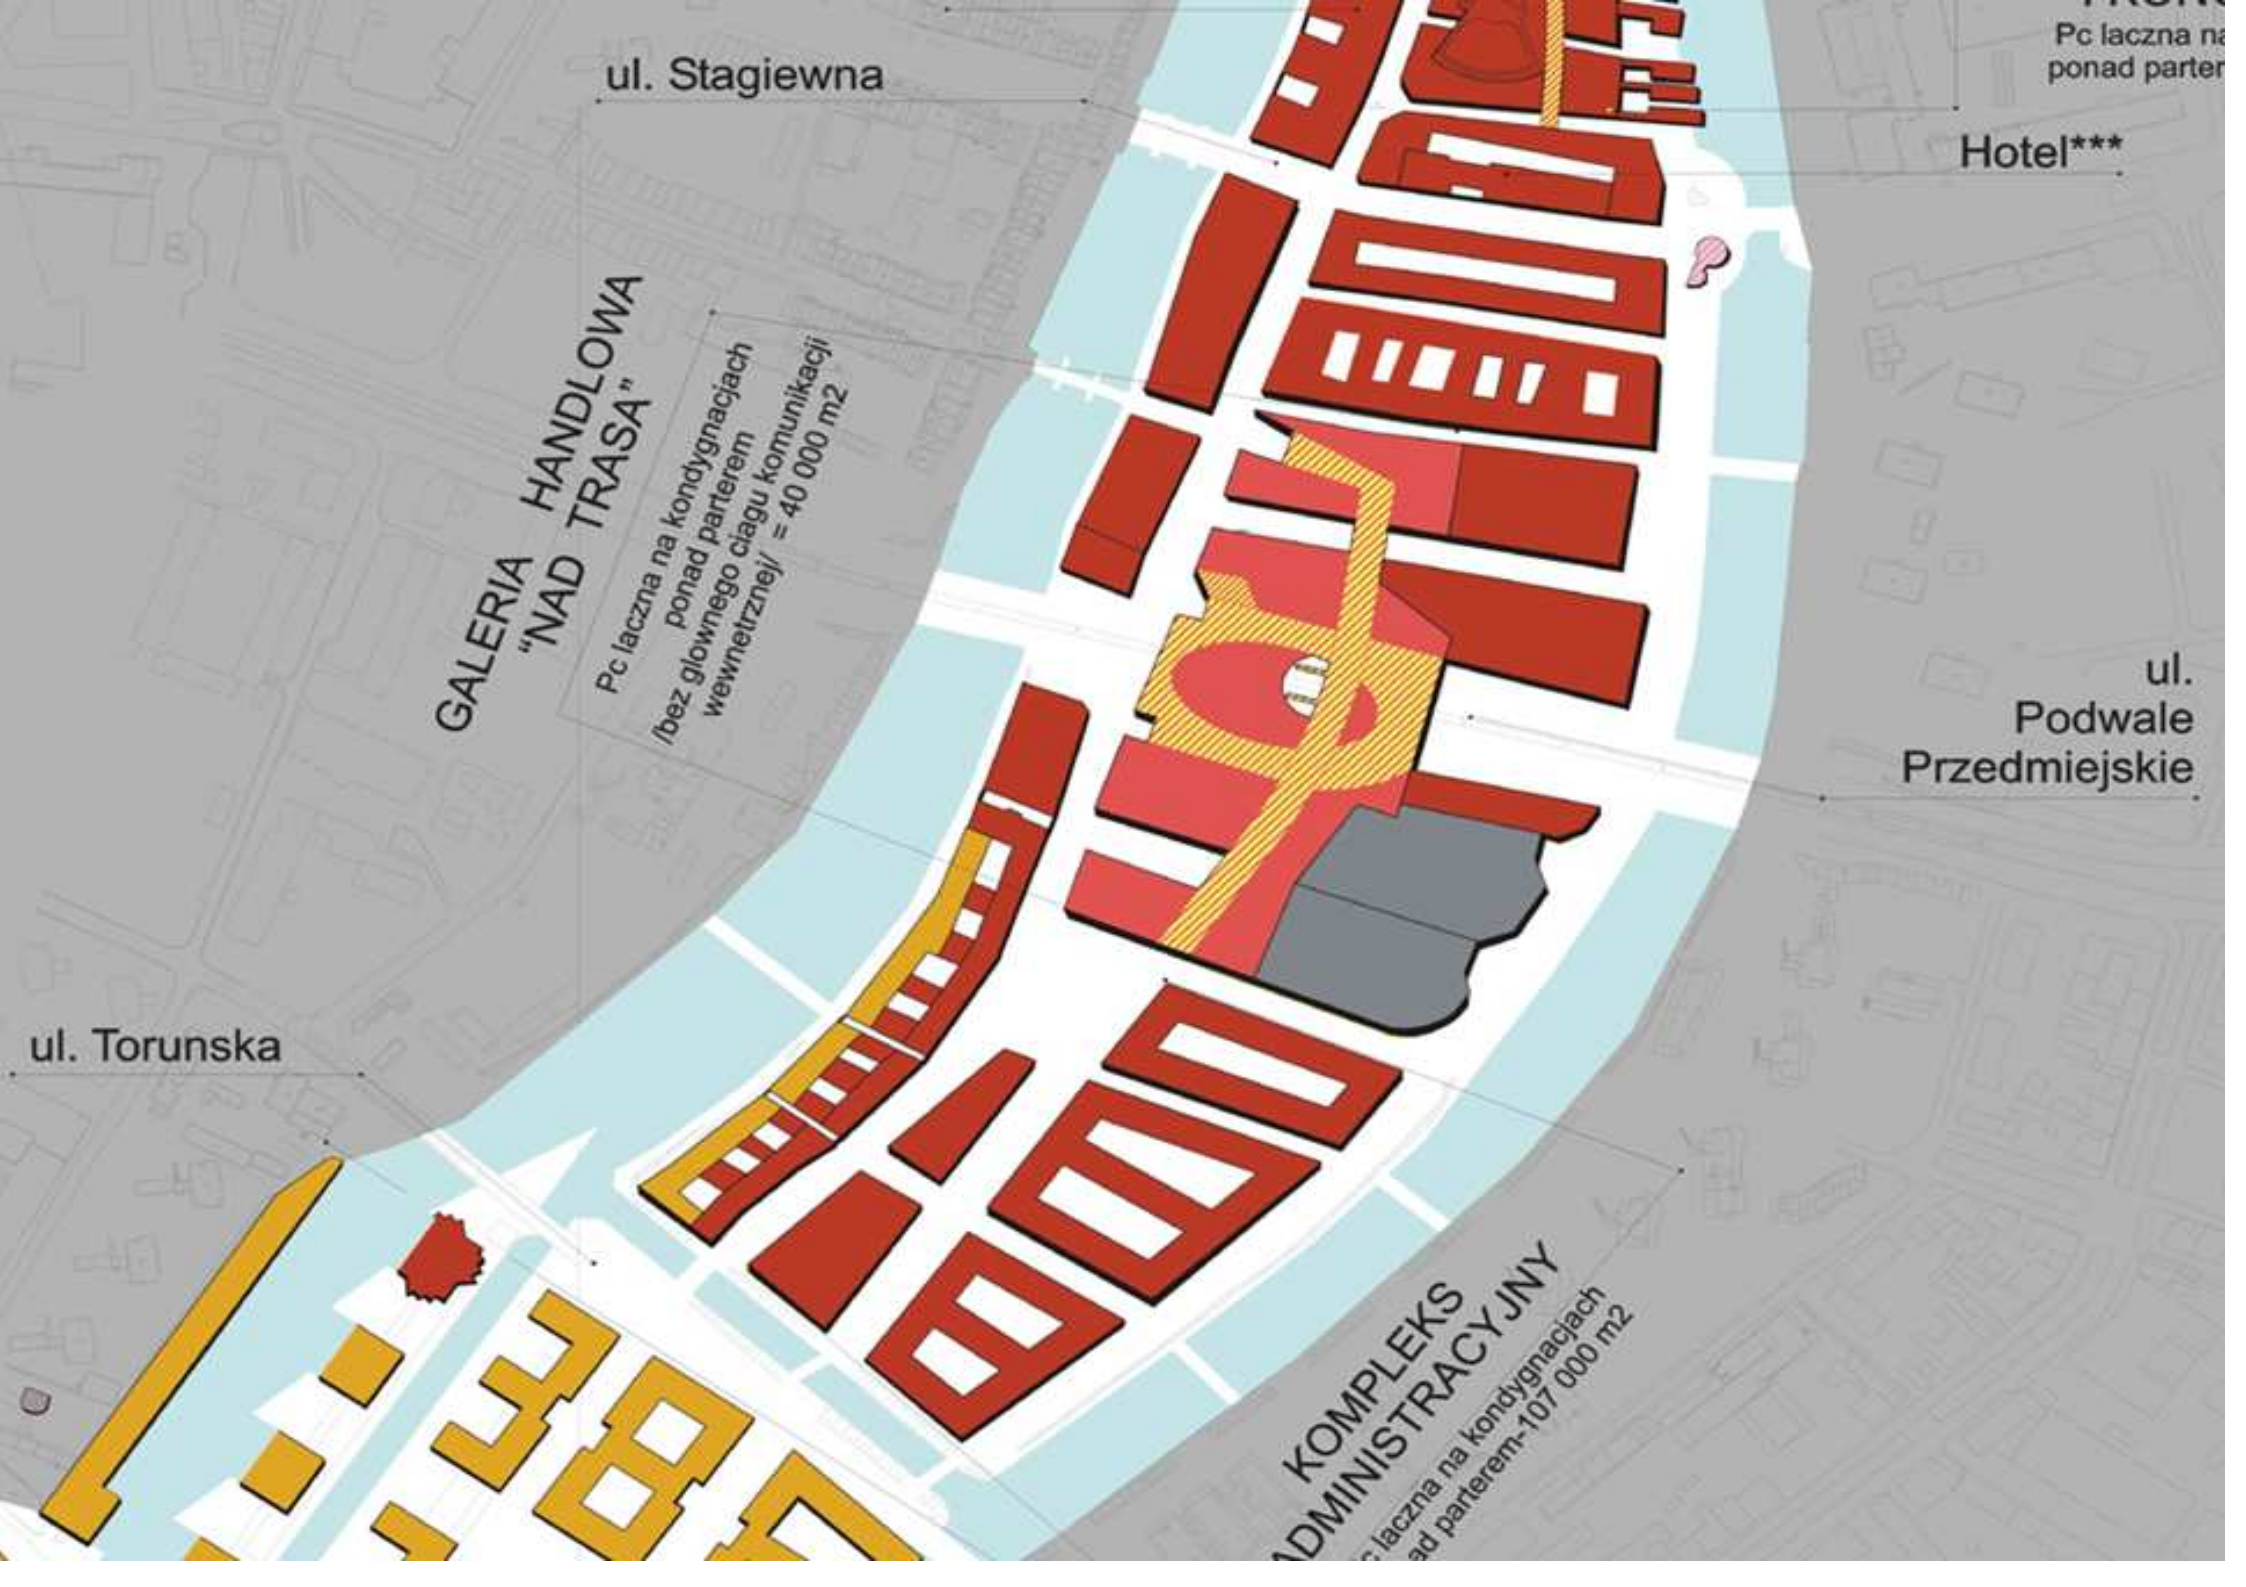 Pc laczna na
ponad parter
ul. Stagiewna
Hotel***
GALERIA HANDLOWA
“NAD TRASA”
Pc laczna na kondygnacjach
ponad parterem
/bez glownego ciagu komunikacji
wewnetrznej/ = 40 000 m2
ul.
Podwale
Przedmiejskie
ul. Torunska
KOMPLEKS
ADMINISTRACYJNY
c laczna na kondygnacjach
ad parterem-107 000 m2